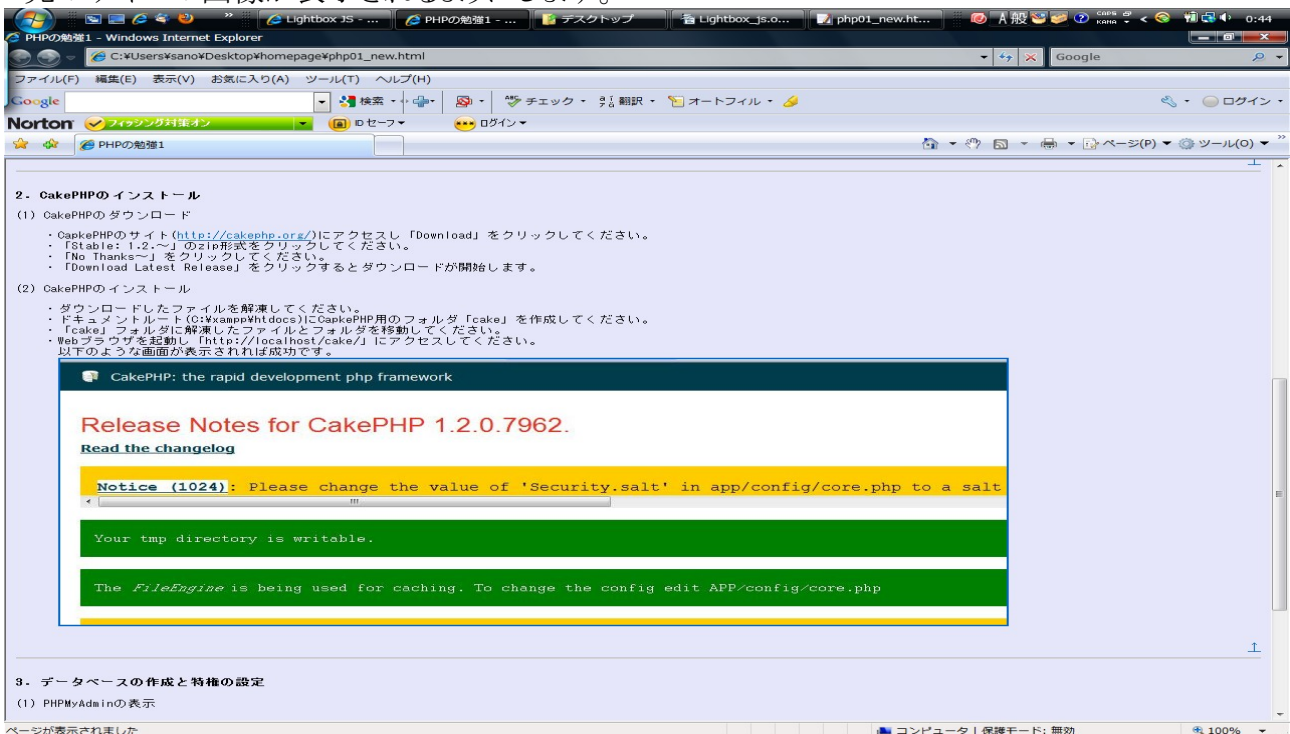 Lightbox JS - ...
PHPの勉強1 - ...
デスクトップ
Lightbox_js.o...
php01_new.ht...
A 般
CAPS
KANA
0:44
PHPの勉強1 - Windows Internet Explorer
C:¥Users¥sano¥Desktop¥homepage¥php01_new.html
Google
ファイル(F) 編集(E) 表示(V) お気に入り(A) ツール(T) ヘルプ(H)
Google
検索
チェック
翻訳
オートフィル
ログイン
Norton
フィッシング対策オン
IDセーフ
ログイン
PHPの勉強1
ページ(P)
ツール(O)
2. CakePHPのインストール
(1) CakePHPのダウンロード
・CapkePHPのサイト(http://cakephp.org/)にアクセスし「Download」をクリックしてください。
・「Stable: 1.2.～」のzip形式をクリックしてください。
・「No Thanks～」をクリックしてください。
・「Download Latest Release」をクリックするとダウンロードが開始します。
(2) CakePHPのインストール
・ダウンロードしたファイルを解凍してください。
・ドキュメントルート(C:¥xampp¥htdocs)にCapkePHP用のフォルダ「cake」を作成してください。
・「cake」フォルダに解凍したファイルとフォルダを移動してください。
・Webブラウザを起動し「http://localhost/cake/」にアクセスしてください。
以下のような画面が表示されれば成功です。
CakePHP: the rapid development php framework
Release Notes for CakePHP 1.2.0.7962.
Read the changelog
Notice (1024): Please change the value of 'Security.salt' in app/config/core.php to a salt
Your tmp directory is writable.
The FileEngine is being used for caching. To change the config edit APP/config/core.php
3. データベースの作成と特権の設定
(1) PHPMyAdminの表示
ページが表示されました
コンピュータ | 保護モード: 無効
100%